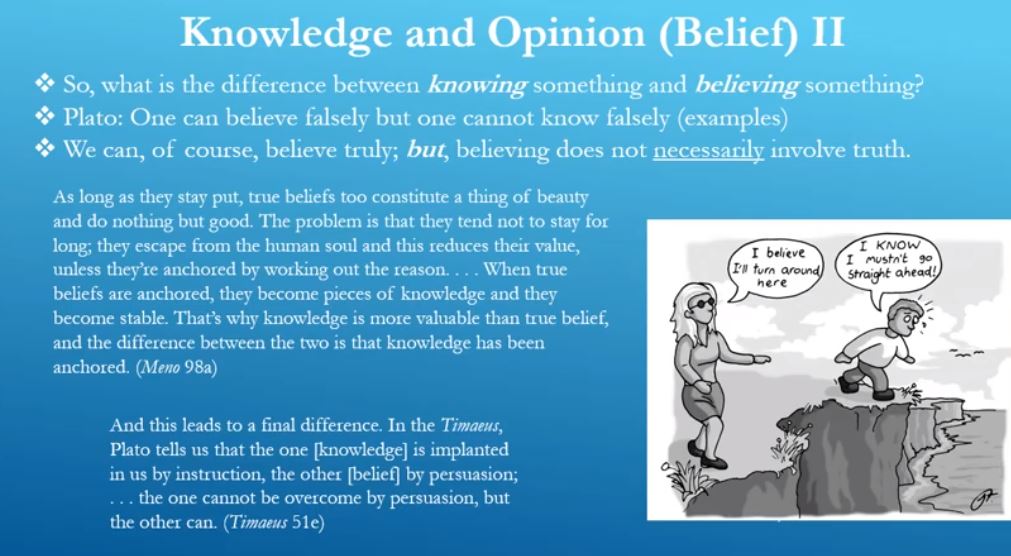 Knowledge and Opinion (Belief) II
❖ So, what is the difference between knowing something and believing something?
❖ Plato: One can believe falsely but one cannot know falsely (examples)
❖ We can, of course, believe truly; but, believing does not necessarily involve truth.
As long as they stay put, true beliefs too constitute a thing of beauty
and do nothing but good. The problem is that they tend not to stay for
long; they escape from the human soul and this reduces their value,
unless they're anchored by working out the reason. . . . When true
beliefs are anchored, they become pieces of knowledge and they
become stable. That's why knowledge is more valuable than true belief,
and the difference between the two is that knowledge has been
anchored. (Meno 98a)
And this leads to a final difference. In the Timaeus,
Plato tells us that the one [knowledge] is implanted
in us by instruction, the other [belief] by persuasion;
. . . the one cannot be overcome by persuasion, but
the other can. (Timaeus 51e)
I believe
I'll turn around
here
I KNOW
I mustn't go
straight ahead!